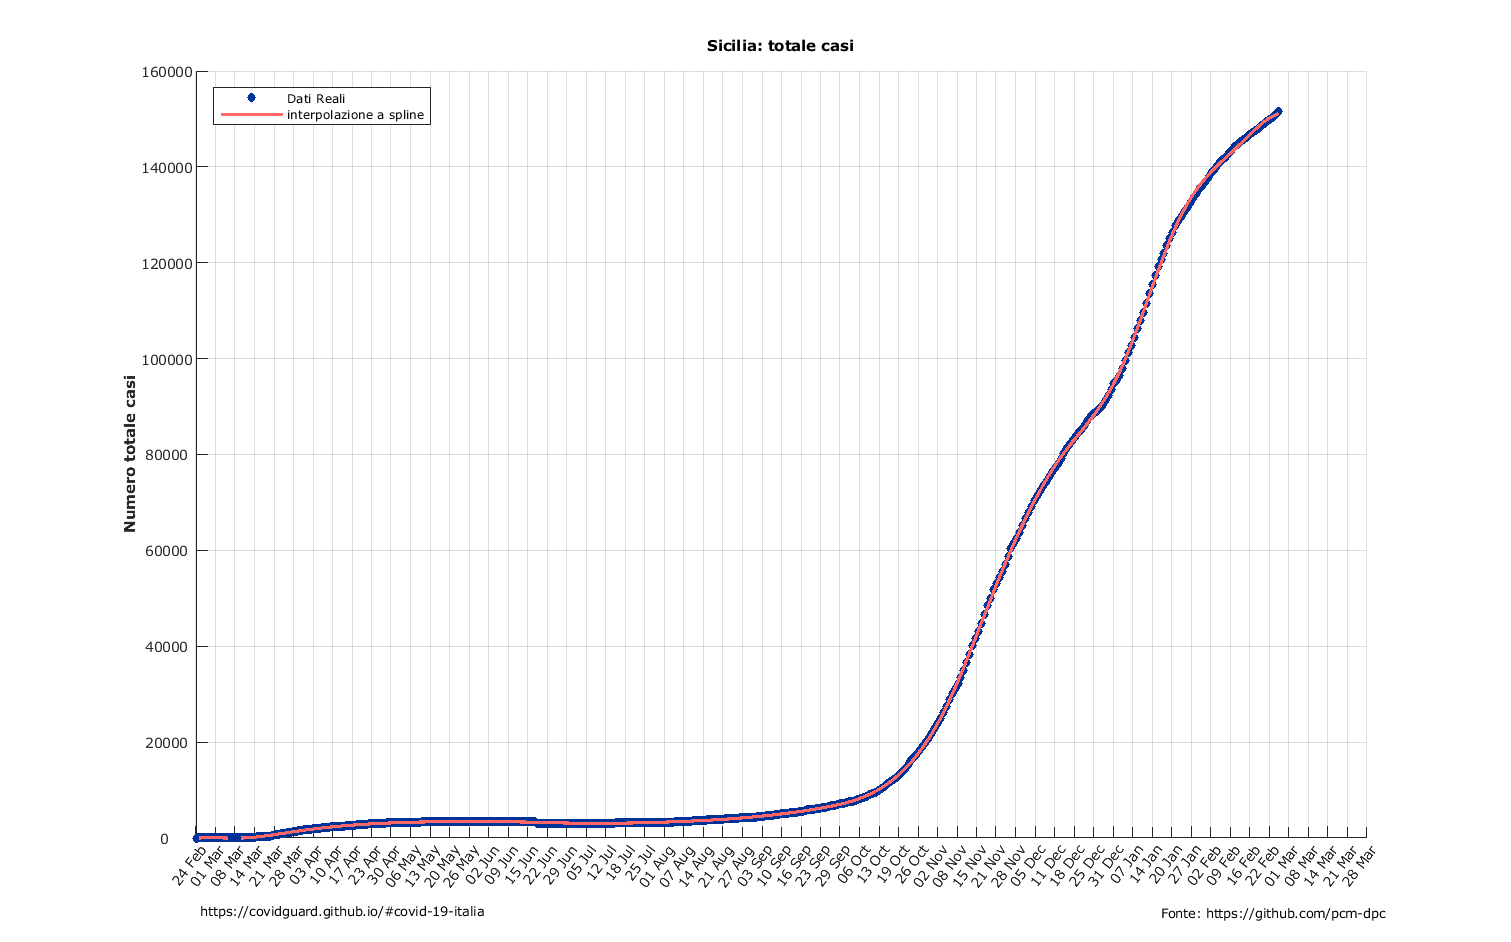 Sicilia: totale casi
160000
140000
120000
100000
80000
60000
40000
20000
0
Numero totale casi
Dati Reali
interpolazione a spline
24 Feb
01 Mar
08 Mar
14 Mar
21 Mar
28 Mar
03 Apr
10 Apr
17 Apr
23 Apr
30 Apr
06 May
13 May
20 May
26 May
02 Jun
09 Jun
15 Jun
22 Jun
29 Jun
05 Jul
12 Jul
18 Jul
25 Jul
01 Aug
07 Aug
14 Aug
21 Aug
27 Aug
03 Sep
10 Sep
16 Sep
23 Sep
29 Sep
06 Oct
13 Oct
19 Oct
26 Oct
02 Nov
08 Nov
15 Nov
21 Nov
28 Nov
05 Dec
11 Dec
18 Dec
25 Dec
31 Jan
07 Jan
14 Jan
20 Jan
27 Jan
02 Feb
09 Feb
16 Feb
22 Feb
01 Mar
08 Mar
14 Mar
21 Mar
28 Mar
https://covidguard.github.io/#covid-19-italia
Fonte: https://github.com/pcm-dpc